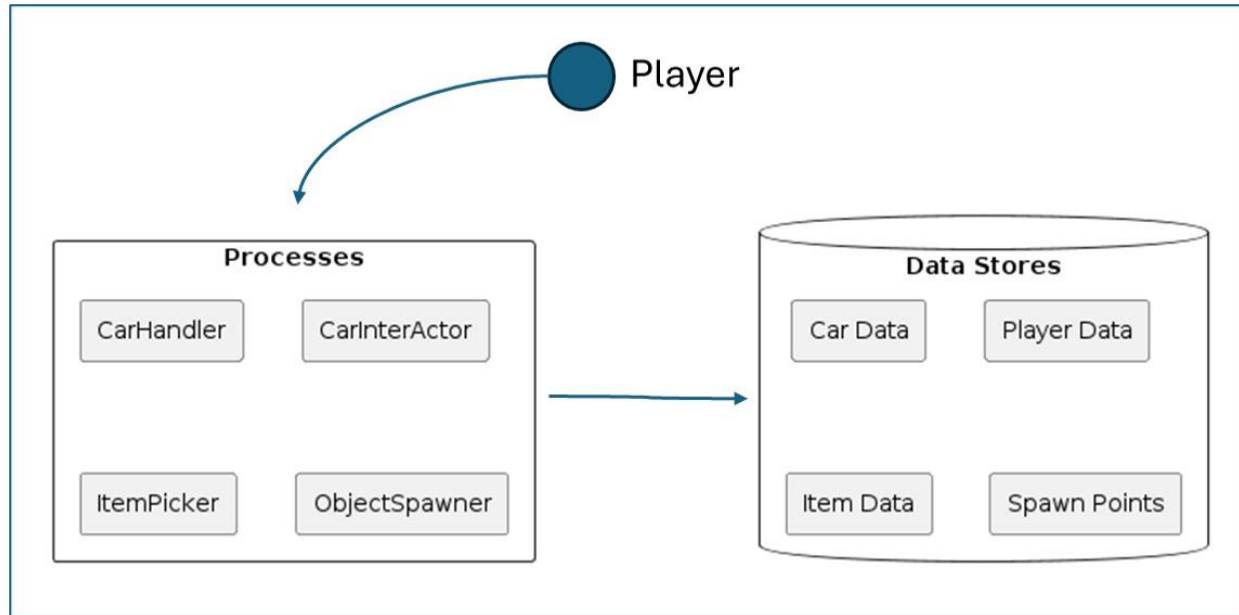 Player
Processes
CarHandler
CarInterActor
ItemPicker
ObjectSpawner
Data Stores
Car Data
Player Data
Item Data
Spawn Points